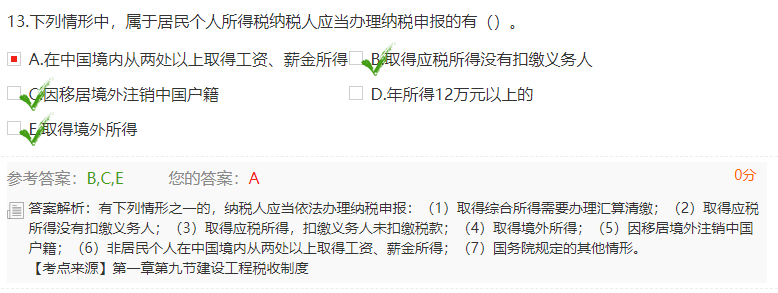 13.下列情形中，属于居民个人所得税纳税人应当办理纳税申报的有（）。
A.在中国境内从两处以上取得工资、薪金所得 B.取得应税所得没有扣缴义务人
C.因移居境外注销中国户籍 D.年所得12万元以上的
E.取得境外所得
参考答案：B,C,E 您的答案：A 0分
答案解析：有下列情形之一的，纳税人应当依法办理纳税申报：（1）取得综合所得需要办理汇算清缴；（2）取得应税
所得没有扣缴义务人；（3）取得应税所得，扣缴义务人未扣缴税款；（4）取得境外所得；（5）因移居境外注销中国
户籍；（6）非居民个人在中国境内从两处以上取得工资、薪金所得；（7）国务院规定的其他情形。
【考点来源】第一章第九节建设工程税收制度